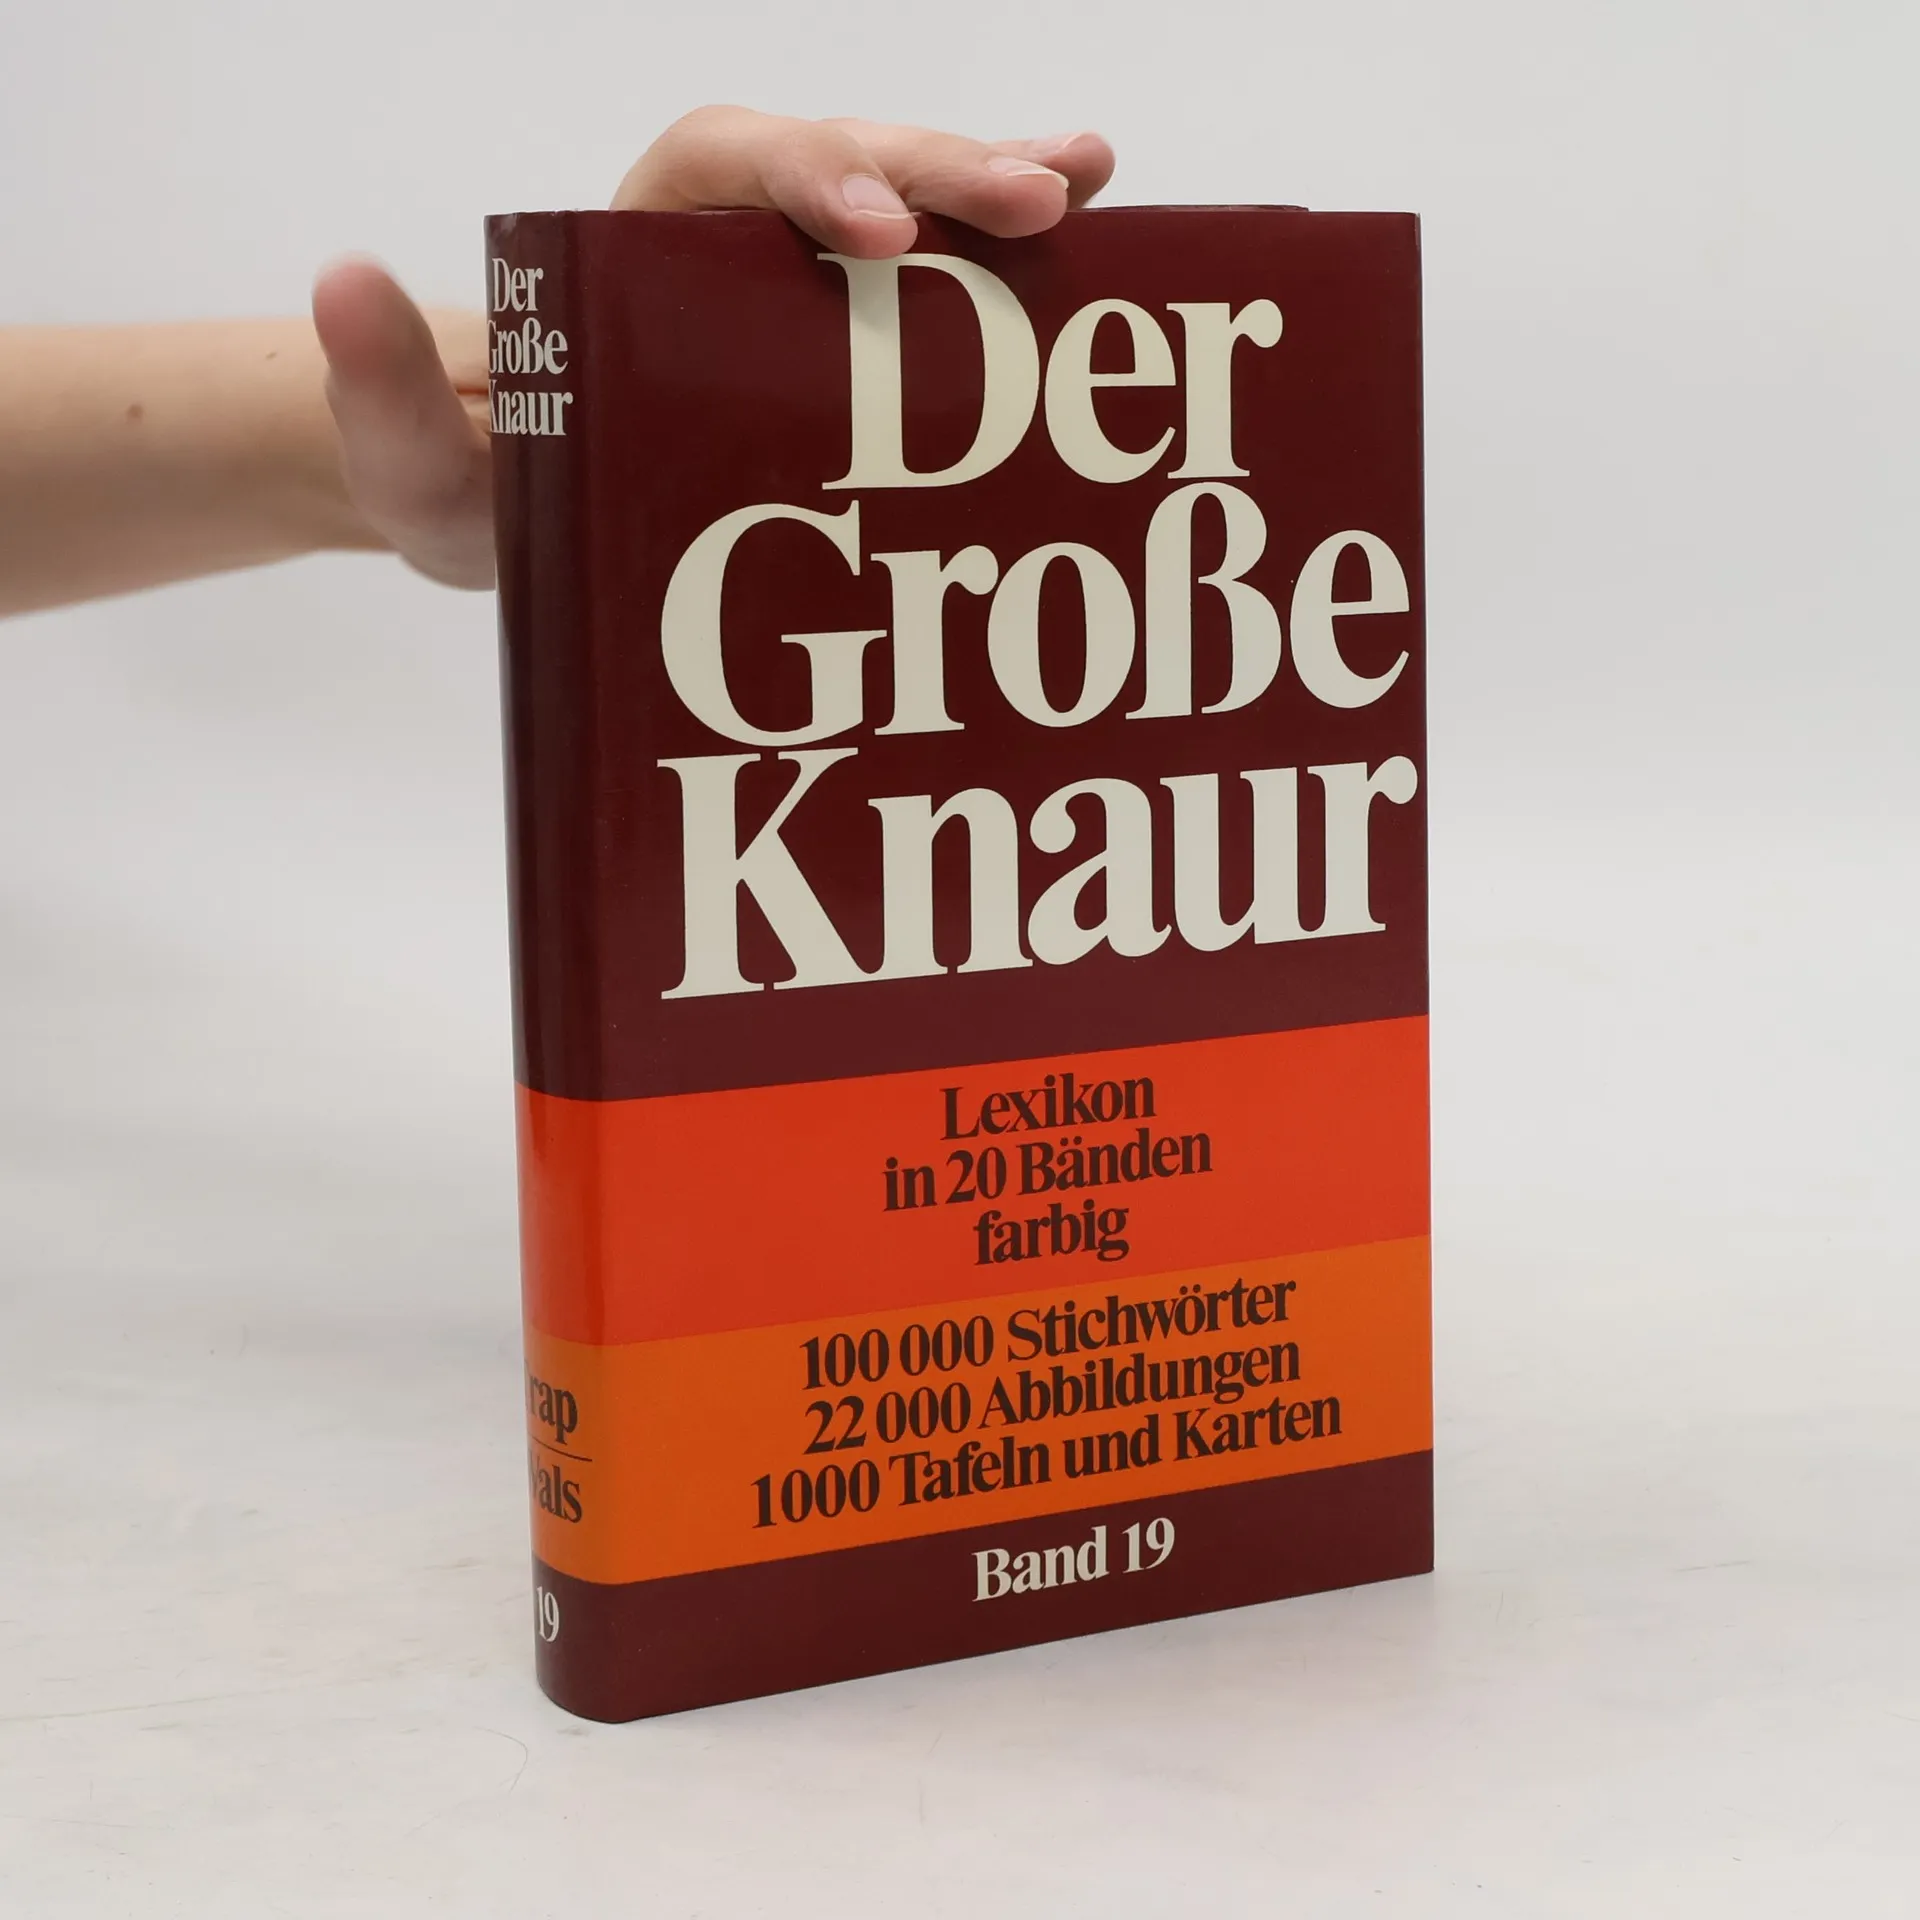 Der
Große
Knaur
Der
Große
Knaur
Lexikon
in 20 Bänden
farbig
100 000 Stichwörter
22 000 Abbildungen
1000 Tafeln und Karten
Band 19
19